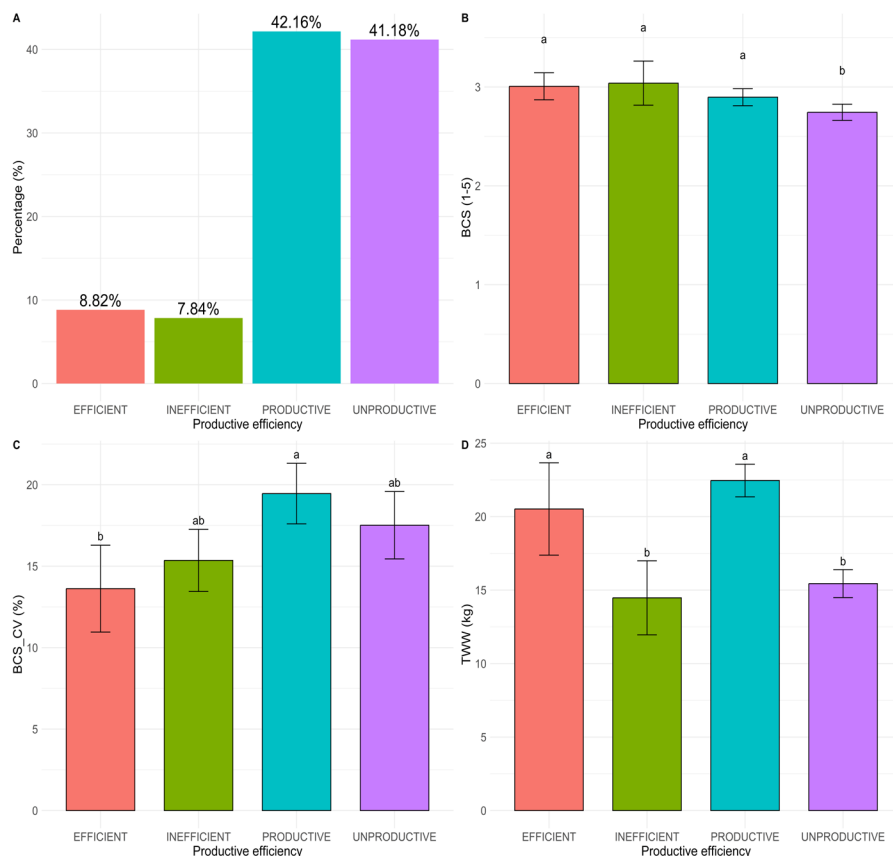 A
Percentage (%)
40
30
20
10
0
8.82%
7.84%
42.16%
41.18%
EFFICIENT INEFFICIENT PRODUCTIVE UNPRODUCTIVE
Productive efficiency
B
BCS (1-5)
3
2
1
0
a a a b
EFFICIENT INEFFICIENT PRODUCTIVE UNPRODUCTIVE
Productive efficiency
C
BCS_CV (%)
20
15
10
5
0
b ab a ab
EFFICIENT INEFFICIENT PRODUCTIVE UNPRODUCTIVE
Productive efficiency
D
TWW (kg)
25
20
15
10
5
0
a b a b
EFFICIENT INEFFICIENT PRODUCTIVE UNPRODUCTIVE
Productive efficiency